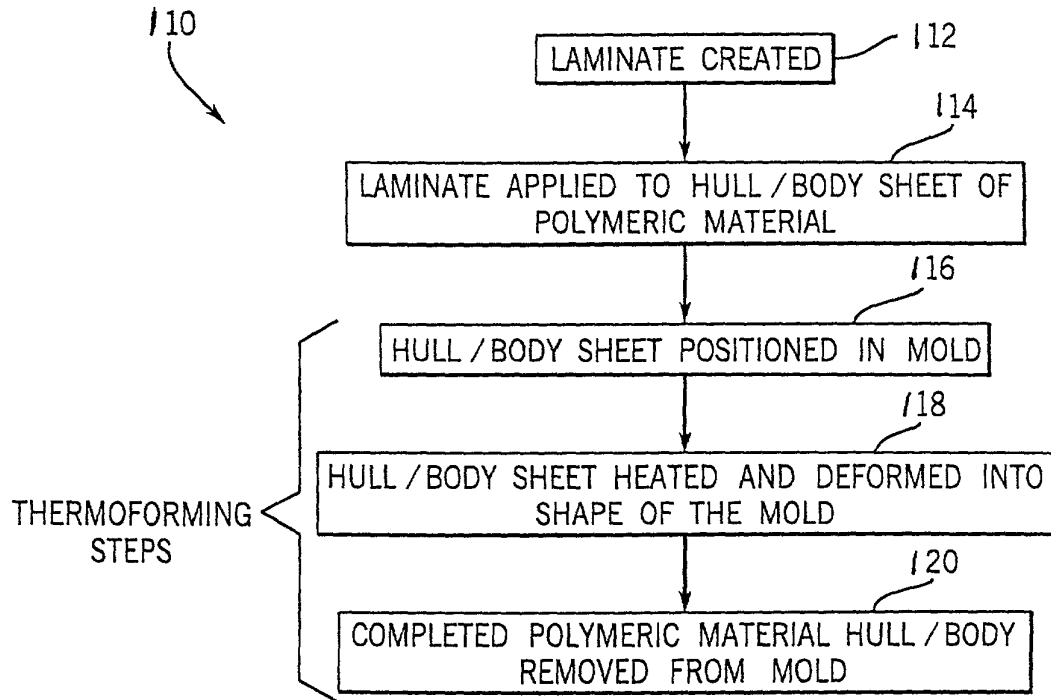 110
112
LAMINATE CREATED
114
LAMINATE APPLIED TO HULL/BODY SHEET OF
POLYMERIC MATERIAL
116
HULL/BODY SHEET POSITIONED IN MOLD
118
HULL/BODY SHEET HEATED AND DEFORMED INTO
SHAPE OF THE MOLD
THERMOFORMING
STEPS
120
COMPLETED POLYMERIC MATERIAL HULL/BODY
REMOVED FROM MOLD